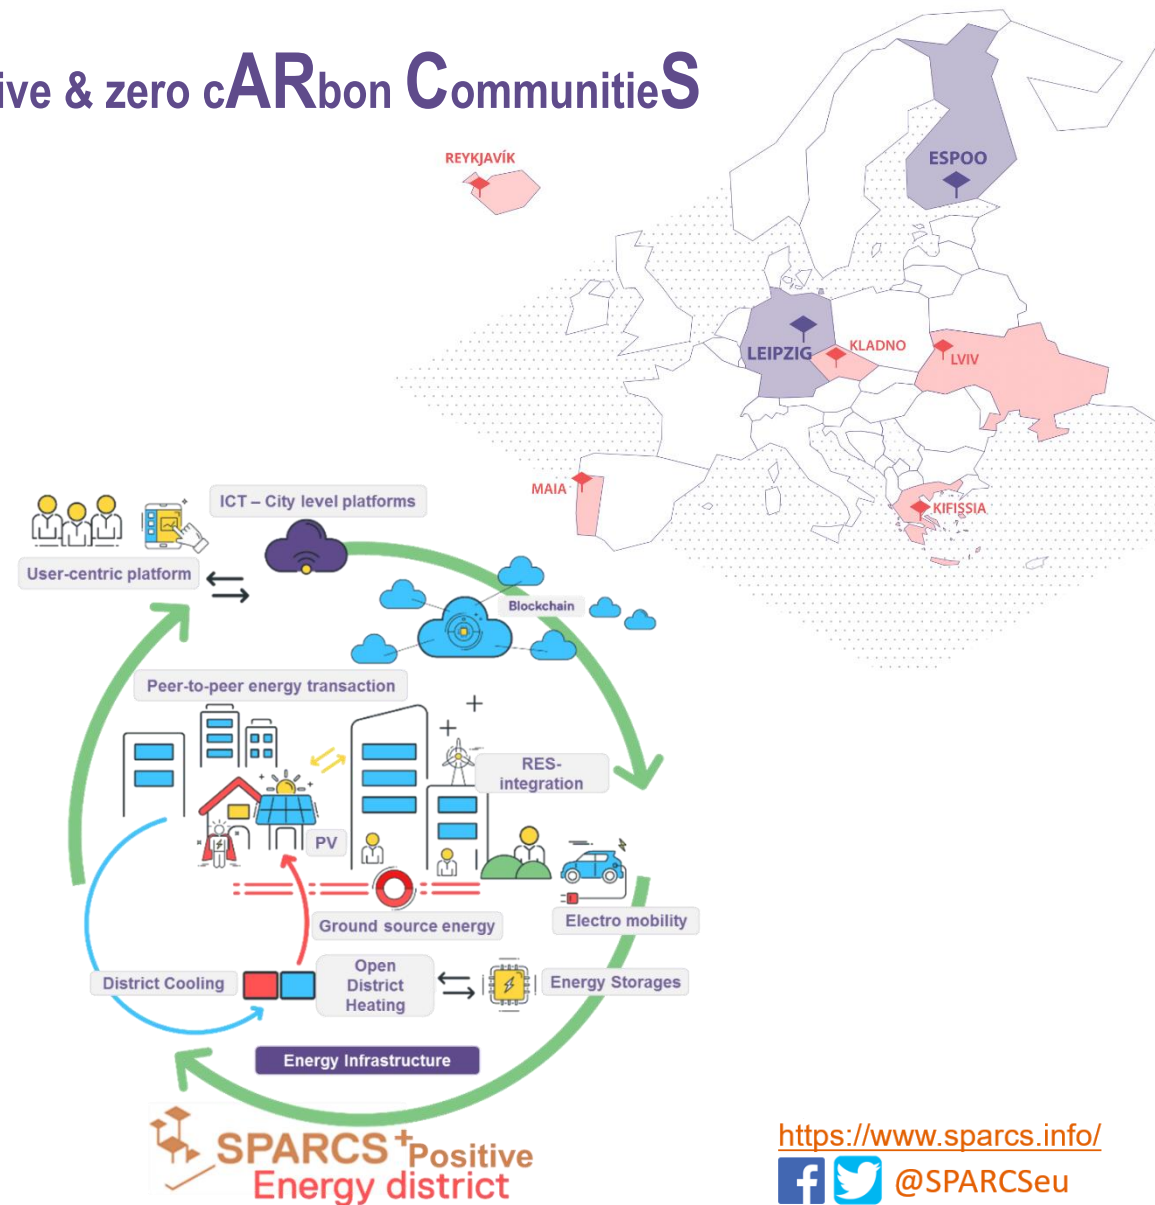 ive & zero cARbon CommunitieS
REYKJAVÍK
ESPOO
LEIPZIG
KLADNO
LVIV
MAIA
KIFISSIA
ICT – City level platforms
User-centric platform
Blockchain
Peer-to-peer energy transaction
RES-
integration
PV
Ground source energy
Electro mobility
District Cooling
Open
District
Heating
Energy Storages
Energy Infrastructure
SPARCS + Positive
Energy district
https://www.sparcs.info/
@SPARCSeu